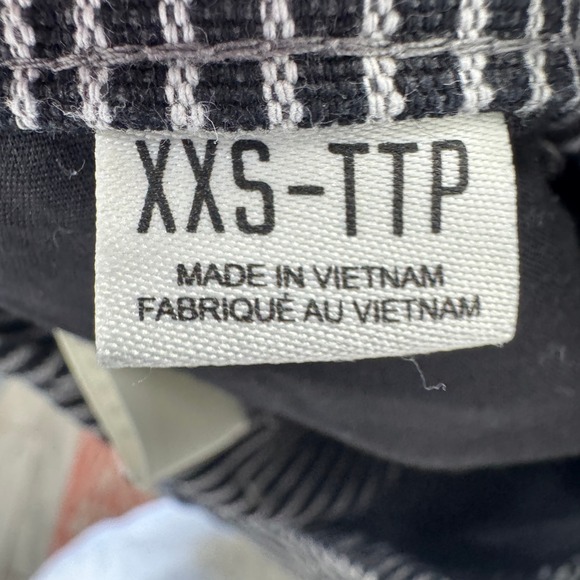 XXS-TTP
MADE IN VIETNAM
FABRIQUÉ AU VIETNAM